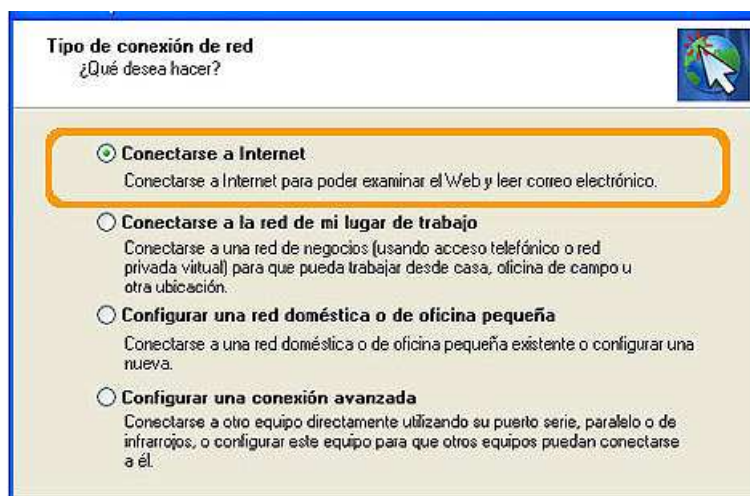 Tipo de conexión de red
¿Qué desea hacer?
Conectarse a Internet
Conectarse a Internet para poder examinar el Web y leer correo electrónico.
Conectarse a la red de mi lugar de trabajo
Conectarse a una red de negocios (usando acceso telefónico o red
privada virtual) para que pueda trabajar desde casa, oficina de campo u
otra ubicación.
Configurar una red doméstica o de oficina pequeña
Conectarse a una red doméstica o de oficina pequeña existente o configurar una
nueva.
Configurar una conexión avanzada
Conectarse a otro equipo directamente utilizando su puerto serie, paralelo o de
infrarrojos, o configurar este equipo para que otros equipos puedan conectarse
a él.